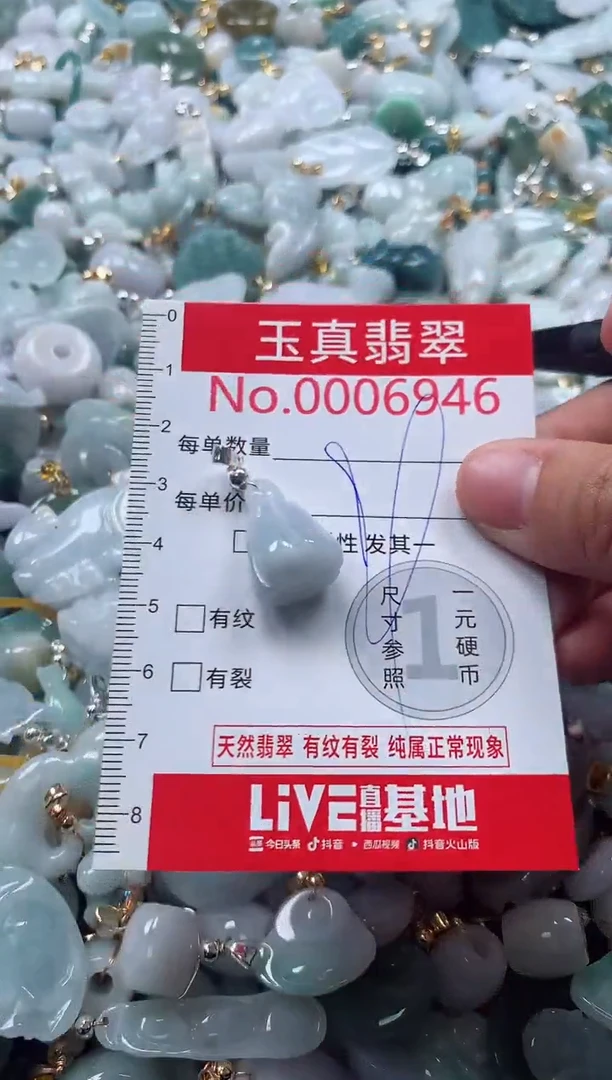 0
玉真翡翠
1
No.0006946
2
每单数量
3
每单价
4
性 发其一
5
有纹
6
有裂
尺寸参照
1
一元硬币
7
天然翡翠 有纹有裂 纯属正常现象
8
LiVE直播基地
头条 今日头条 抖音 • 西瓜视频 抖音火山版